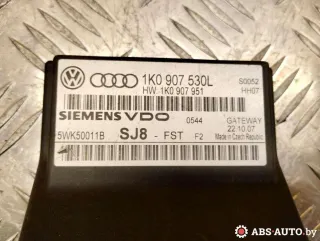 1K0 907 530L
S0052
HW: 1K0 907 951
HH07
SIEMENS VDO
0544
GATEWAY
22.10.07
5WK50011B
SJ8 - FST F2
Made in Czech Republic
ABS-AUTO.by